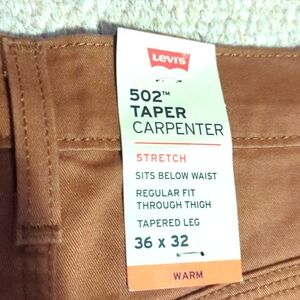 Levi's
502™
TAPER
CARPENTER
STRETCH
SITS BELOW WAIST
REGULAR FIT
THROUGH THIGH
TAPERED LEG
36 x 32
WARM